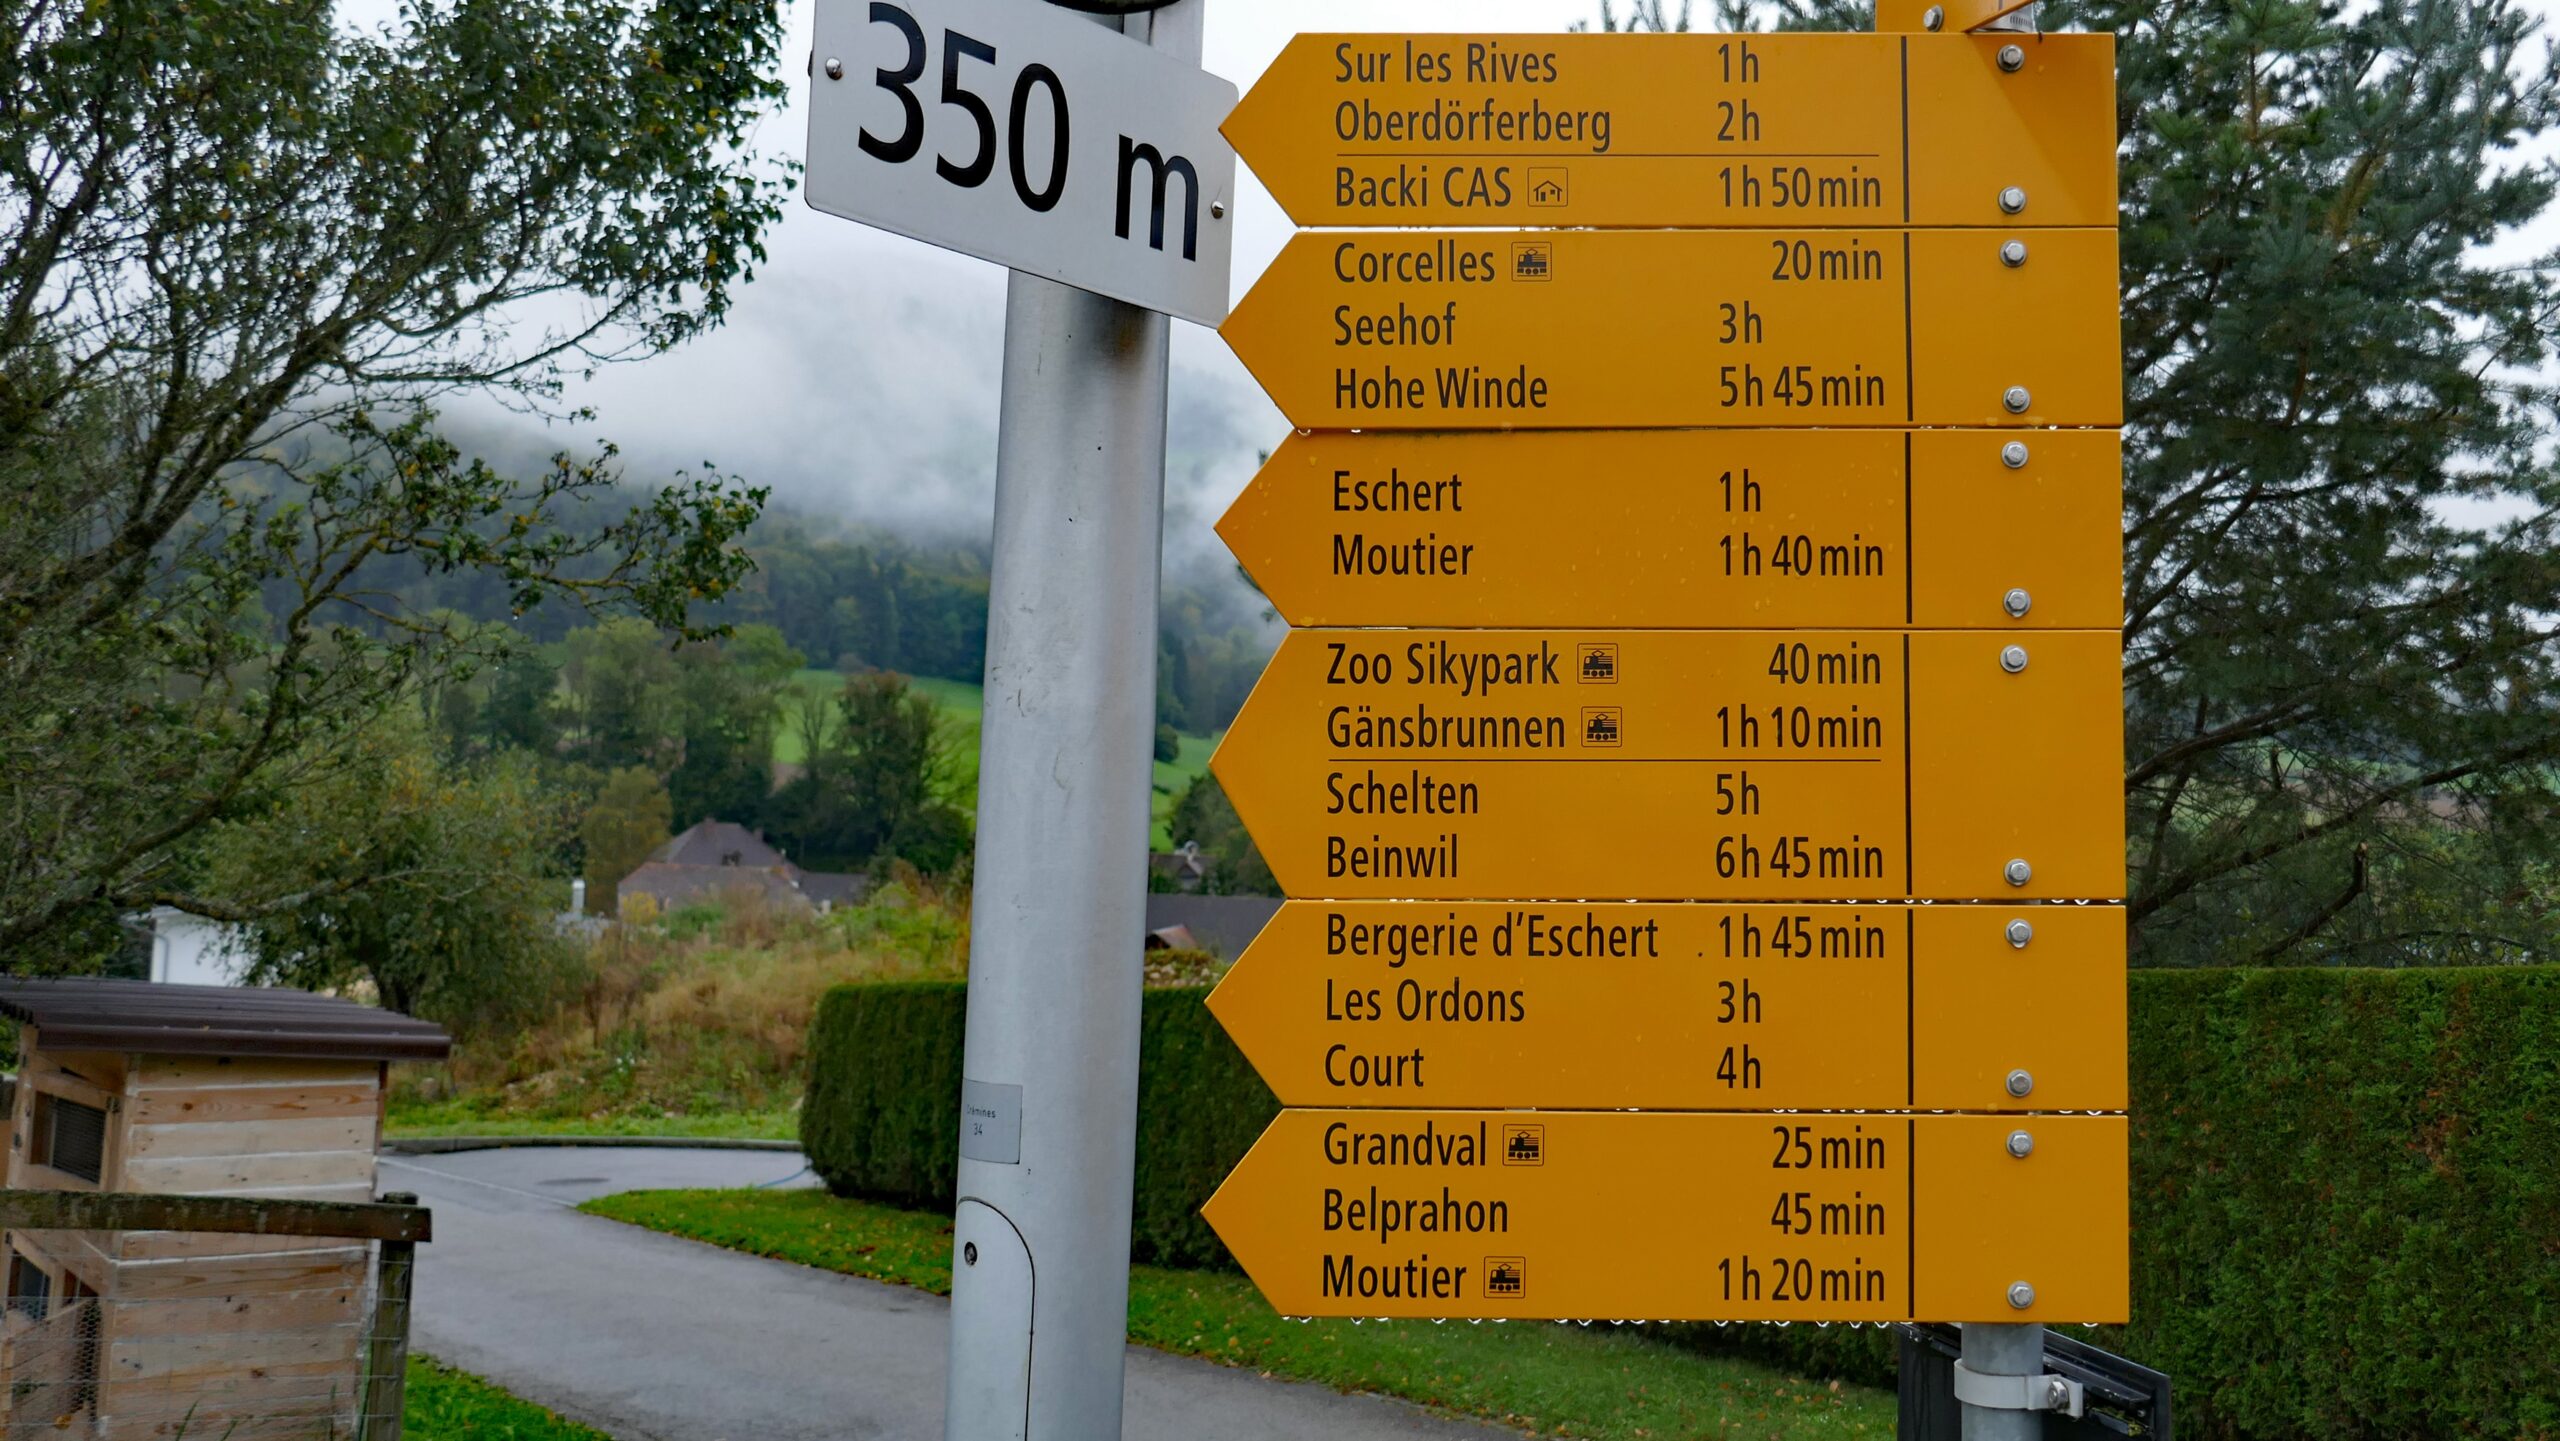 350 m
Sur les Rives 1h
Oberdörferberg 2h
Backi CAS 1h 50min
Corcelles 20min
Seehof 3h
Hohe Winde 5h 45min
Eschert 1h
Moutier 1h 40min
Zoo Sikypark 40min
Gänsbrunnen 1h 10min
Schelten 5h
Beinwil 6h 45min
Bergerie d'Eschert 1h 45min
Les Ordons 3h
Court 4h
Grandval 25min
Belprahon 45min
Moutier 1h 20min
Crémines
34